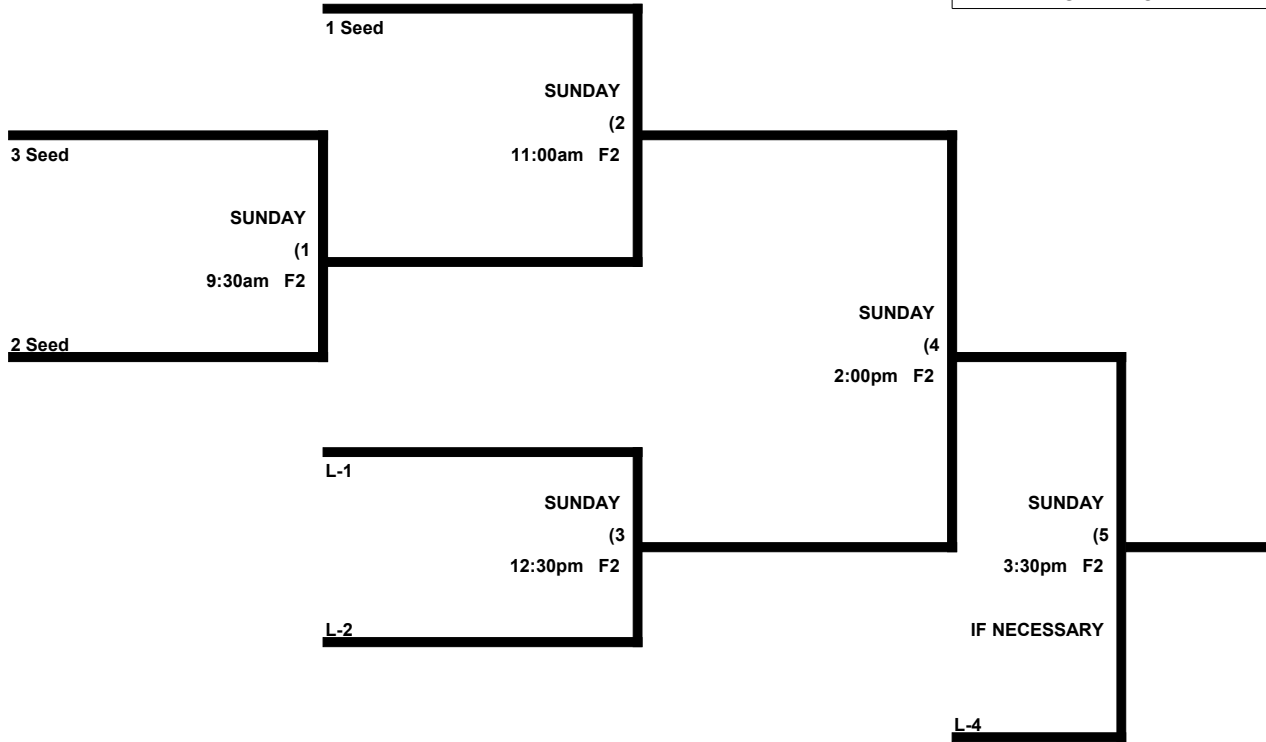 1 Seed
SUNDAY
(2
11:00am F2
3 Seed
SUNDAY
(1
9:30am F2
2 Seed
SUNDAY
(4
2:00pm F2
L-1
SUNDAY
(3
12:30pm F2
L-2
SUNDAY
(5
3:30pm F2
IF NECESSARY
L-4